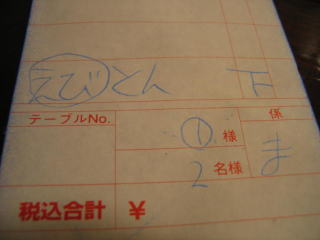 えびとん 下
テーブルNo. ① 様 係
2 名様 ま
税込合計 ¥